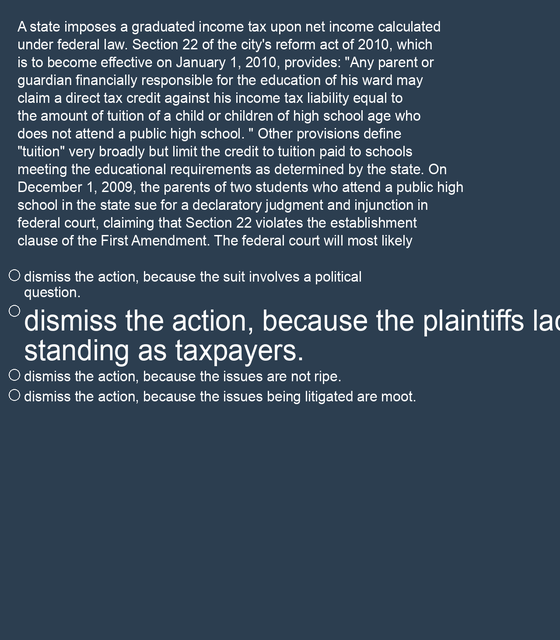 A state imposes a graduated income tax upon net income calculated
under federal law. Section 22 of the city's reform act of 2010, which
is to become effective on January 1, 2010, provides: "Any parent or
guardian financially responsible for the education of his ward may
claim a direct tax credit against his income tax liability equal to
the amount of tuition of a child or children of high school age who
does not attend a public high school. " Other provisions define
"tuition" very broadly but limit the credit to tuition paid to schools
meeting the educational requirements as determined by the state. On
December 1, 2009, the parents of two students who attend a public high
school in the state sue for a declaratory judgment and injunction in
federal court, claiming that Section 22 violates the establishment
clause of the First Amendment. The federal court will most likely
dismiss the action, because the suit involves a political
question.
dismiss the action, because the plaintiffs
standing as taxpayers.
dismiss the action, because the issues are not ripe.
dismiss the action, because the issues being litigated are moot.